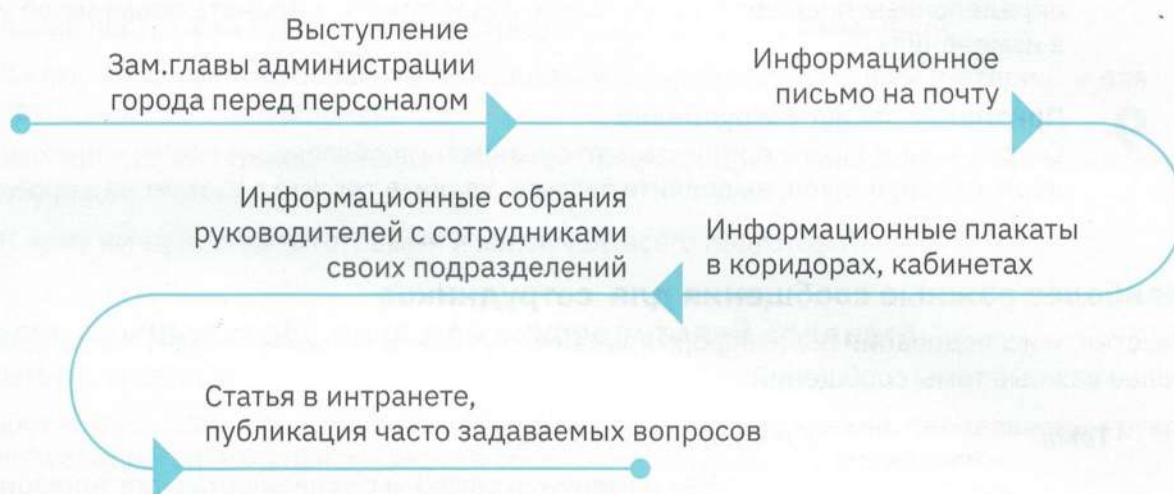 Выступление
Зам.главы администрации
города перед персоналом
Информационное
письмо на почту
Информационные плакаты
в коридорах, кабинетах
Информационные собрания
руководителей с сотрудниками
своих подразделений
Статья в интранете,
публикация часто задаваемых вопросов